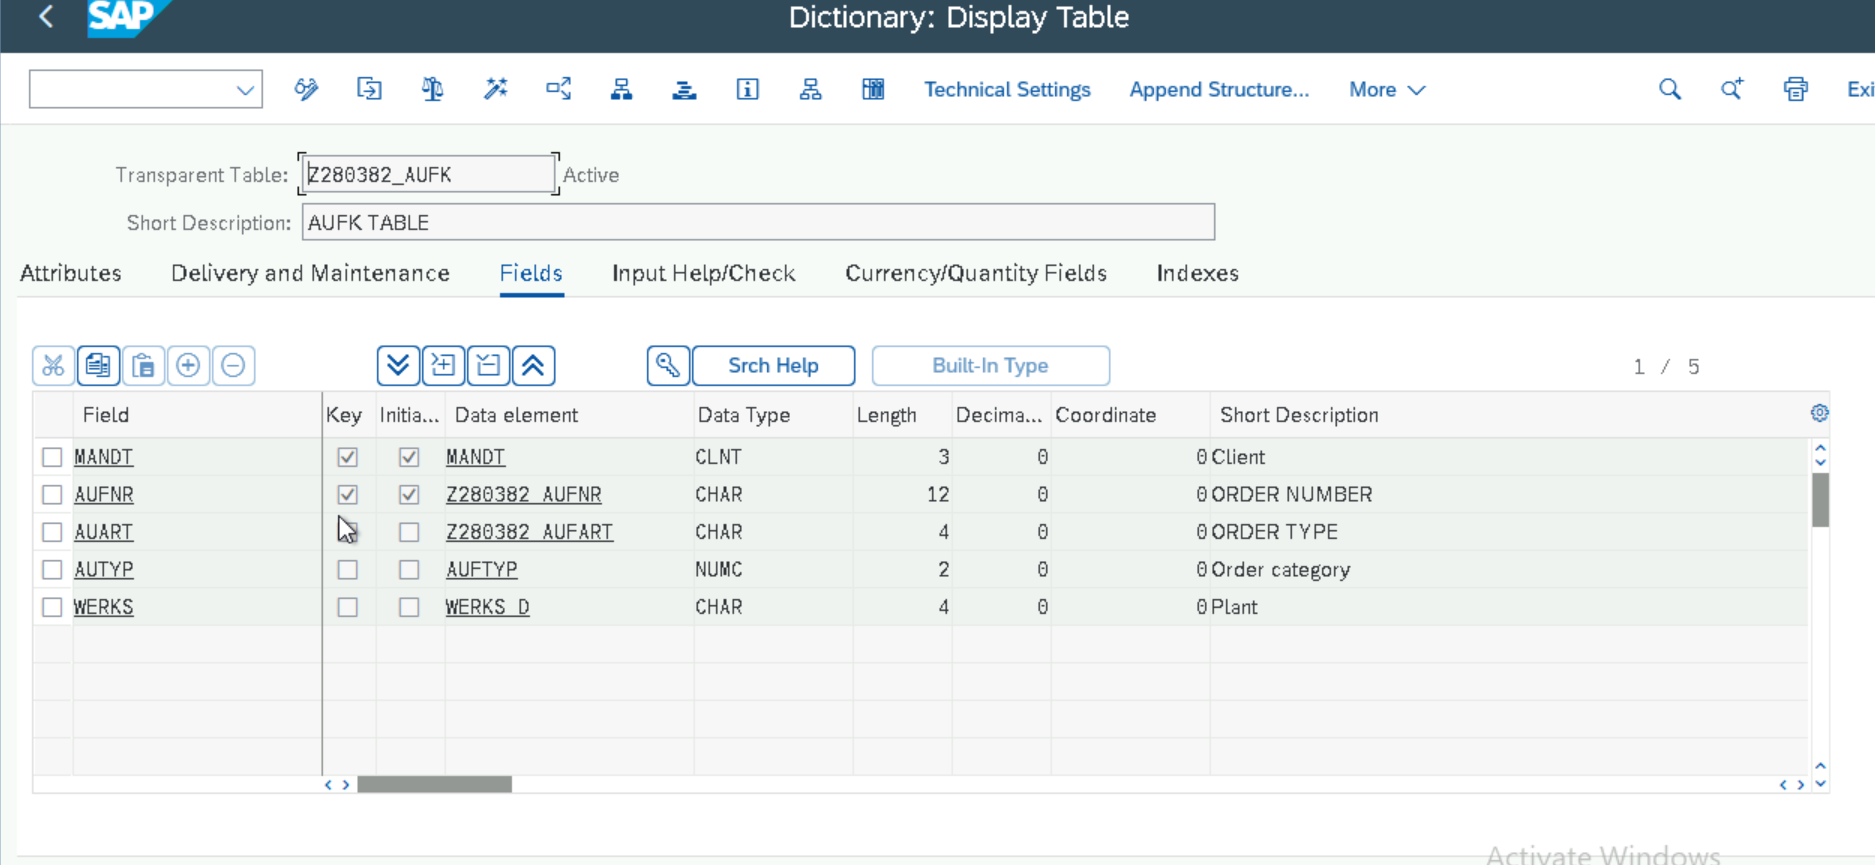 SAP Dictionary: Display Table
Technical Settings Append Structure... More Exi
Transparent Table: Z280382_AUFK Active
Short Description: AUFK TABLE
Attributes Delivery and Maintenance Fields Input Help/Check Currency/Quantity Fields Indexes
Srch Help Built-In Type 1 / 5
Field Key Initia... Data element Data Type Length Decima... Coordinate Short Description
MANDT MANDT CLNT 3 0 0 Client
AUFNR Z280382_AUFNR CHAR 12 0 0 ORDER NUMBER
AUART Z280382_AUFART CHAR 4 0 0 ORDER TYPE
AUTYP AUFTYP NUMC 2 0 0 Order category
WERKS WERKS_D CHAR 4 0 0 Plant
Activate Windows